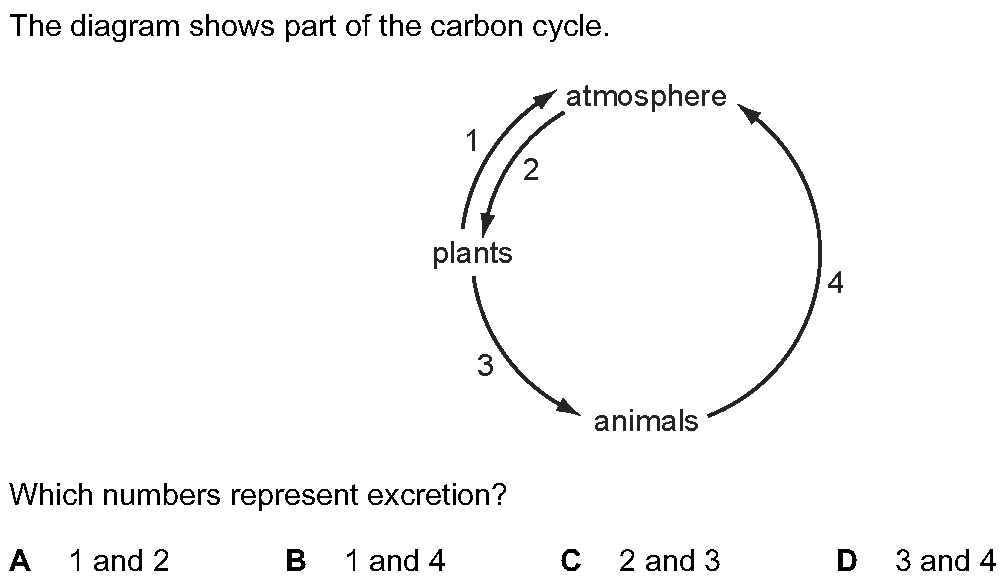 The diagram shows part of the carbon cycle.
atmosphere
1
2
plants
4
3
animals
Which numbers represent excretion?
A 1 and 2 B 1 and 4 C 2 and 3 D 3 and 4